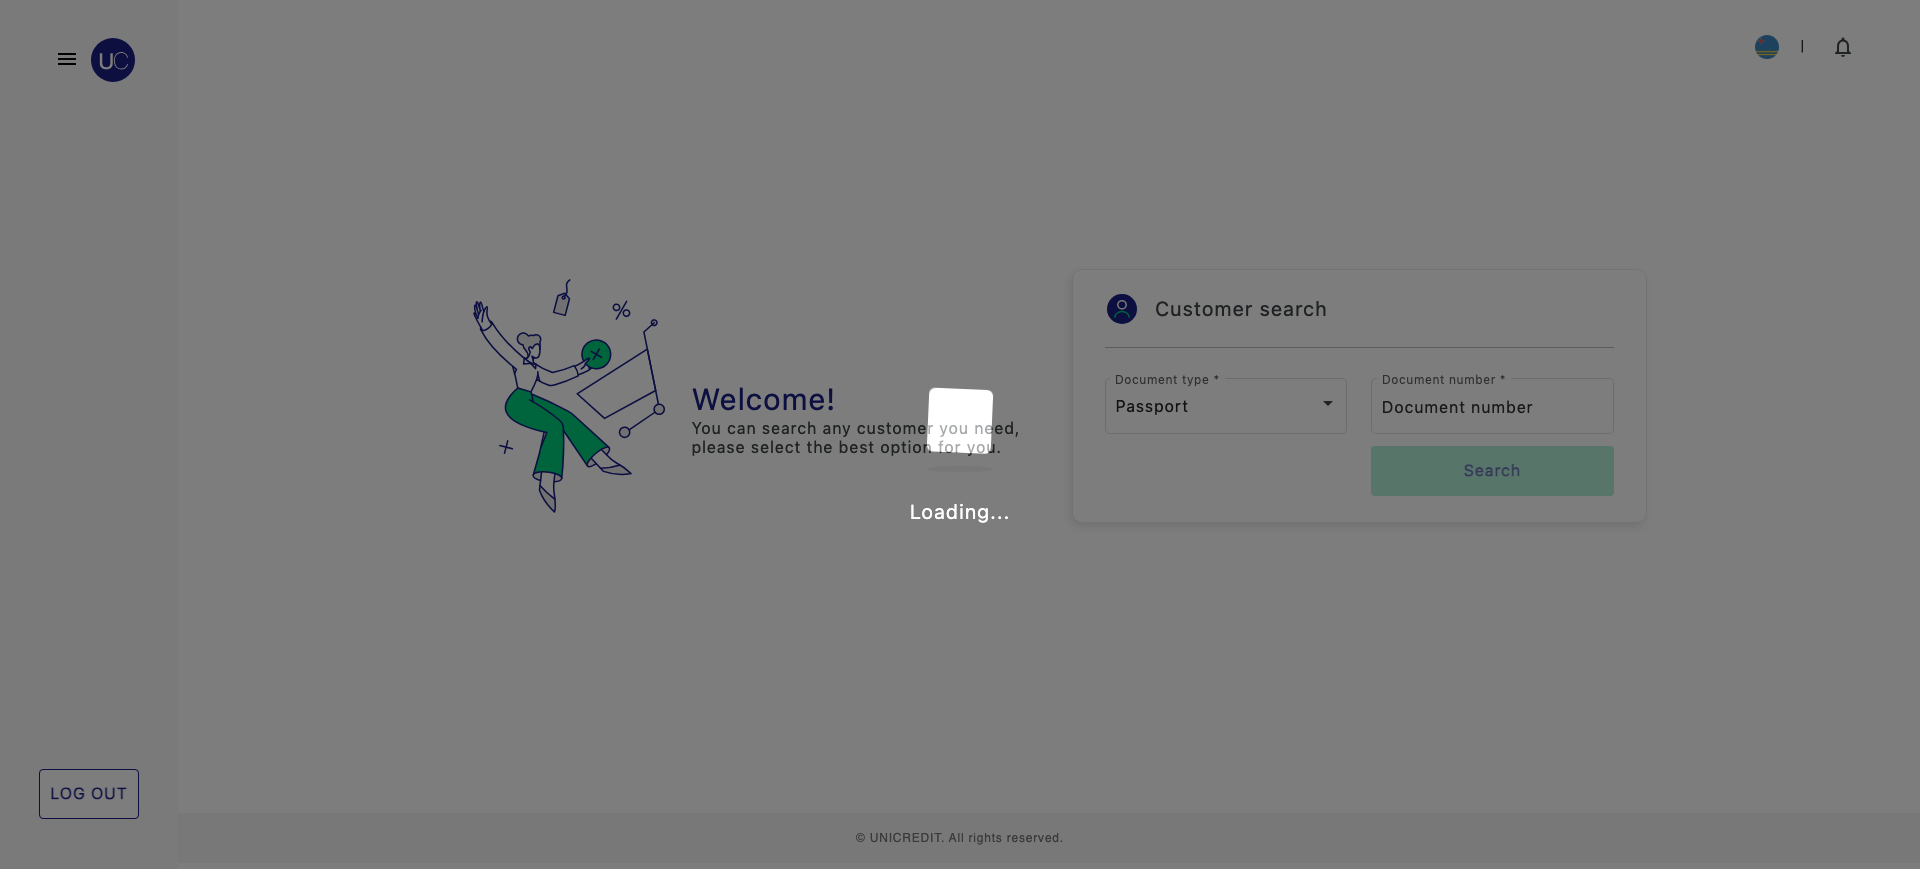 UC
Customer search
Document type *
Passport
Document number *
Document number
Search
Welcome!
You can search any customer you need,
please select the best option for you.
Loading...
LOG OUT
© UNICREDIT. All rights reserved.